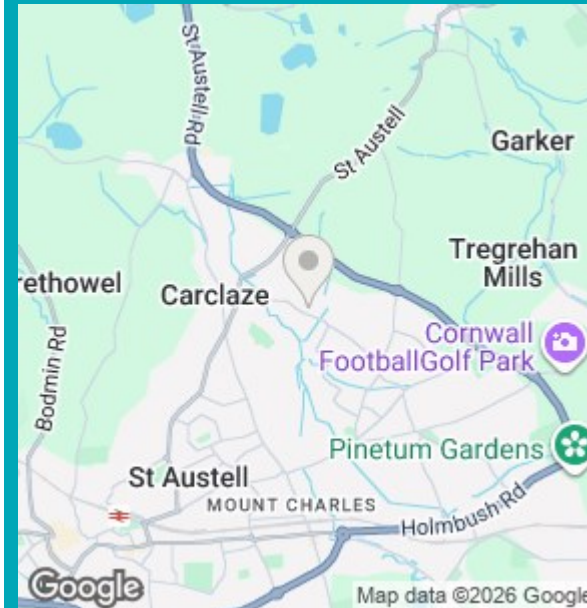 St Austell Rd
St Austell
Garker
Tregrehan
Mills
rethowel
Carclaze
Cornwall
FootballGolf Park
Bodmin Rd
Pinetum Gardens
St Austell
MOUNT CHARLES
Holmbush Rd
Google
Map data ©2026 Google